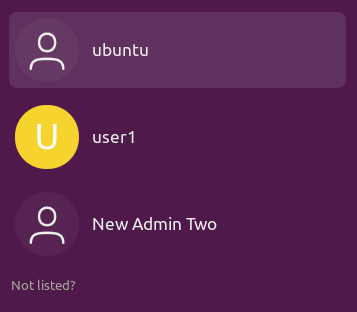 ubuntu
U
user1
New Admin Two
Not listed?